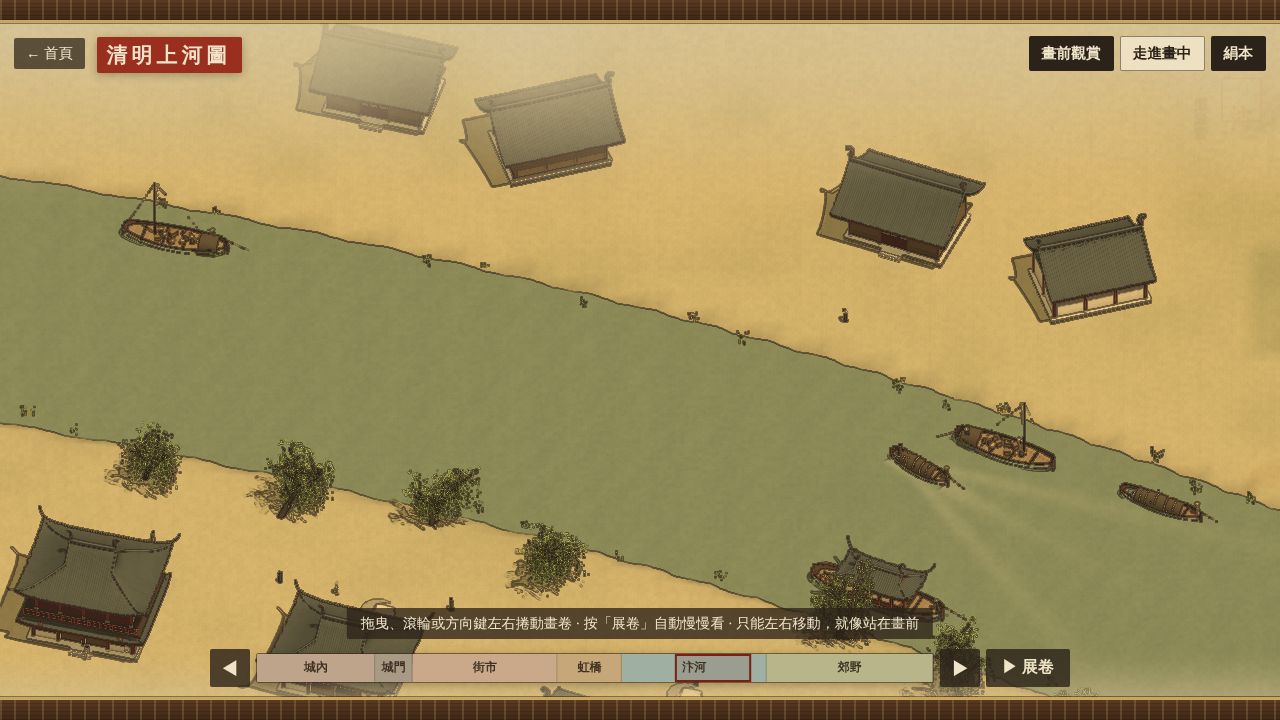 ← 首頁
清明上河圖
畫前觀賞
走進畫中
絹本
拖曳、滾輪或方向鍵左右捲動畫卷 · 按「展卷」自動慢慢看 · 只能左右移動，就像站在畫前
城內
城門
街市
虹橋
汴河
郊野
▶ 展卷